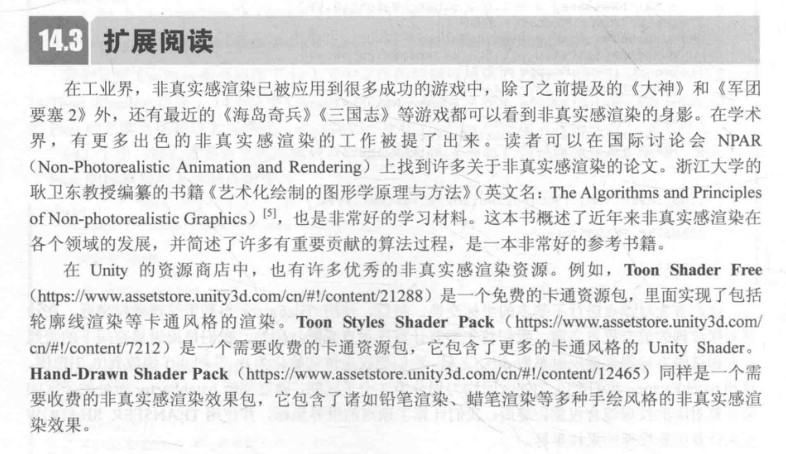 14.3 扩展阅读
在工业界，非真实感渲染已被应用到很多成功的游戏中，除了之前提及的《大神》和《军团
要塞 2》外，还有最近的《海岛奇兵》《三国志》等游戏都可以看到非真实感渲染的身影。在学术
界，有更多出色的非真实感渲染的工作被提了出来。读者可以在国际讨论会 NPAR
（Non-Photorealistic Animation and Rendering）上找到许多关于非真实感渲染的论文。浙江大学的
耿卫东教授编纂的书籍《艺术化绘制的图形学原理与方法》（英文名：The Algorithms and Principles
of Non-photorealistic Graphics）[5]，也是非常好的学习材料。这本书概述了近年来非真实感渲染在
各个领域的发展，并简述了许多有重要贡献的算法过程，是一本非常好的参考书籍。
在 Unity 的资源商店中，也有许多优秀的非真实感渲染资源。例如，Toon Shader Free
（https://www.assetstore.unity3d.com/cn/#!/content/21288）是一个免费的卡通资源包，里面实现了包括
轮廓线渲染等卡通风格的渲染。Toon Styles Shader Pack（https://www.assetstore.unity3d.com/
cn/#!/content/7212）是一个需要收费的卡通资源包，它包含了更多的卡通风格的 Unity Shader。
Hand-Drawn Shader Pack（https://www.assetstore.unity3d.com/cn/#!/content/12465）同样是一个需
要收费的非真实感渲染效果包，它包含了诸如铅笔渲染、蜡笔渲染等多种手绘风格的非真实感渲
染效果。